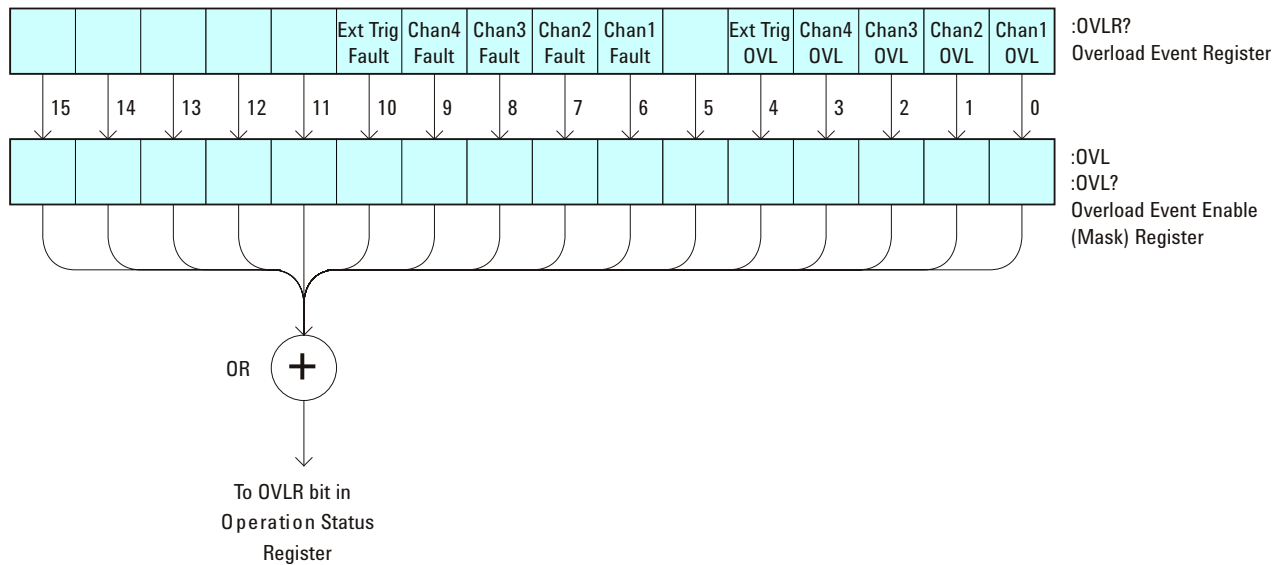 Ext Trig Fault
Chan4 Fault
Chan3 Fault
Chan2 Fault
Chan1 Fault
Ext Trig OVL
Chan4 OVL
Chan3 OVL
Chan2 OVL
Chan1 OVL
:OVLR?
Overload Event Register
15 14 13 12 11 10 9 8 7 6 5 4 3 2 1 0
:OVL
:OVL?
Overload Event Enable
(Mask) Register
OR
+
To OVLR bit in
Operation Status
Register